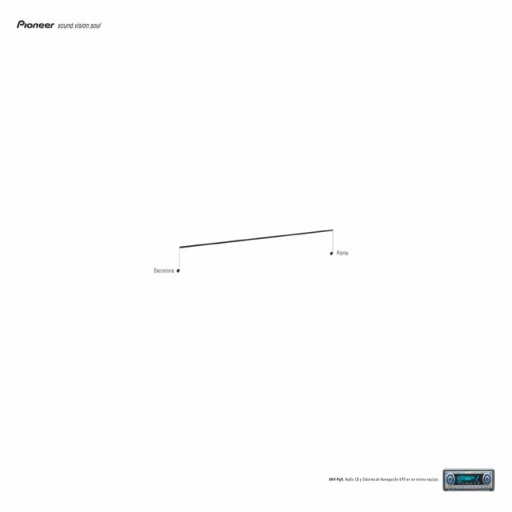 Pioneer sound.vision.soul
Roma
Barcelona
Radio CD y Sistema de Navegación GPS en un mismo equipo.